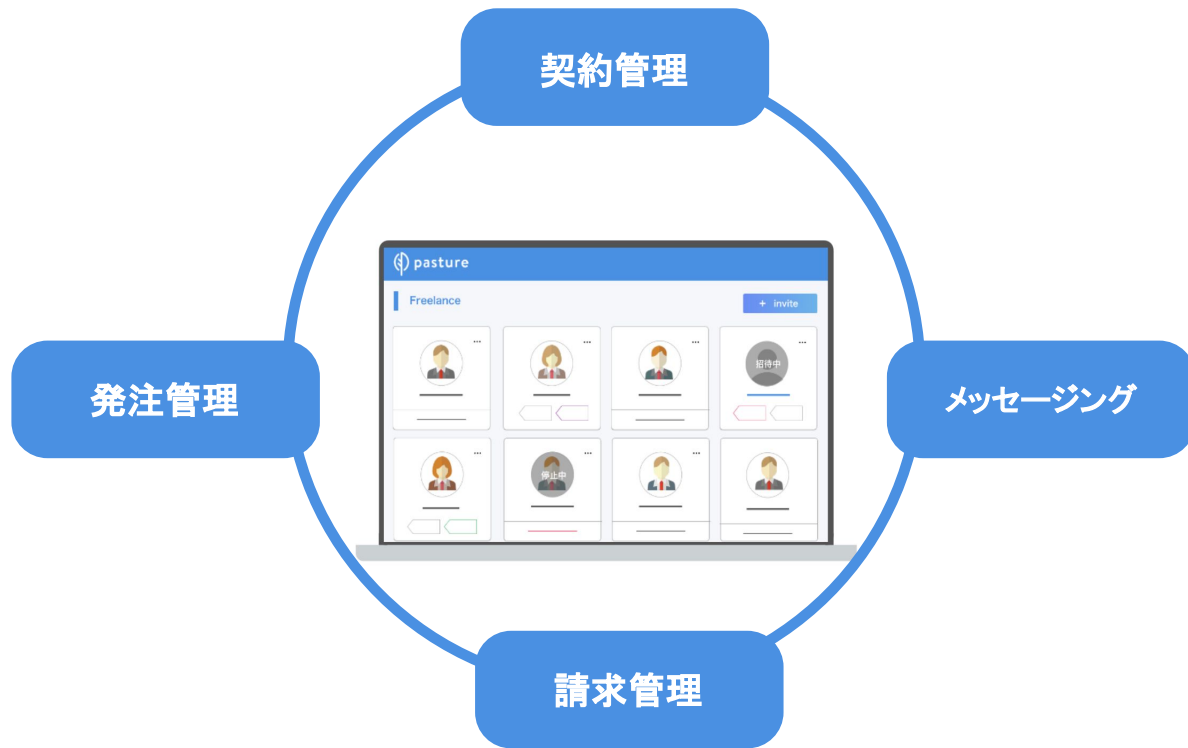 契約管理
pasture
Freelance
+ invite
招待中
発注管理
メッセージング
停止中
請求管理